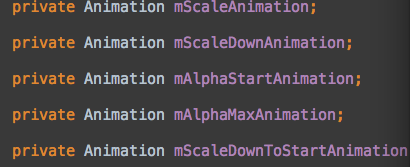 private Animation mScaleAnimation;
private Animation mScaleDownAnimation;
private Animation mAlphaStartAnimation;
private Animation mAlphaMaxAnimation;
private Animation mScaleDownToStartAnimation